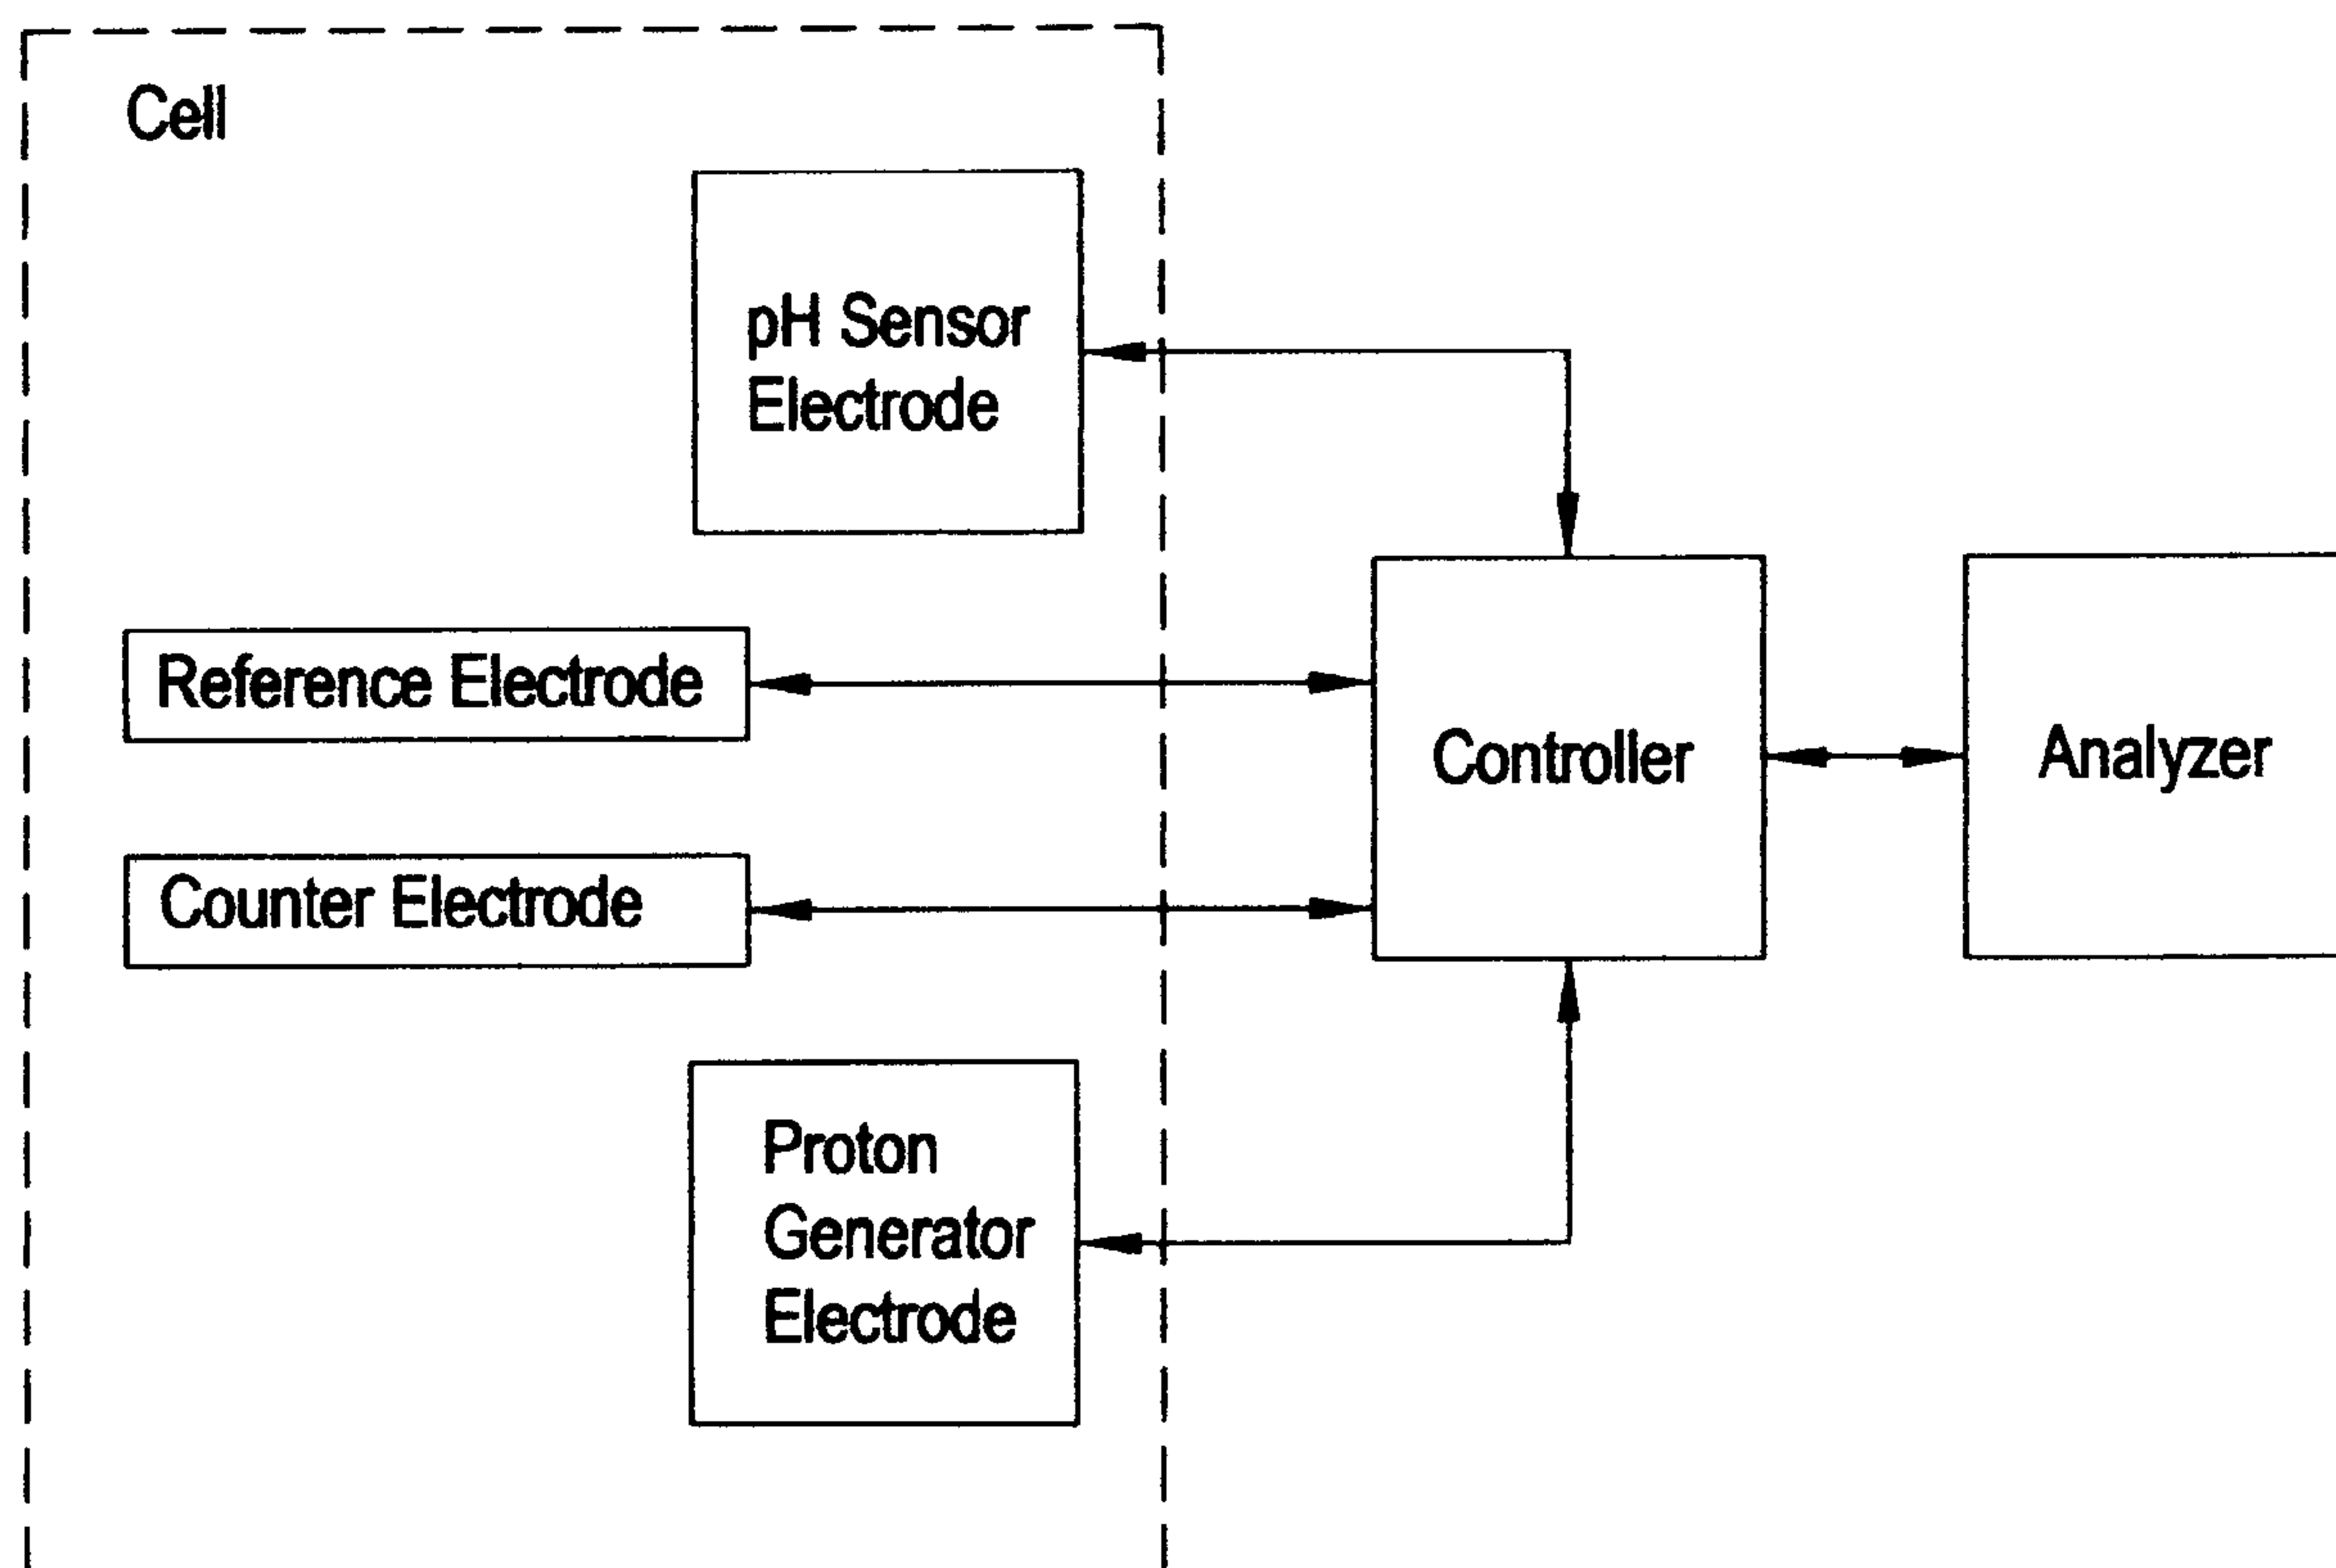 Cell
pH Sensor
Electrode
Reference Electrode
Controller
Analyzer
Counter Electrode
Proton
Generator
Electrode